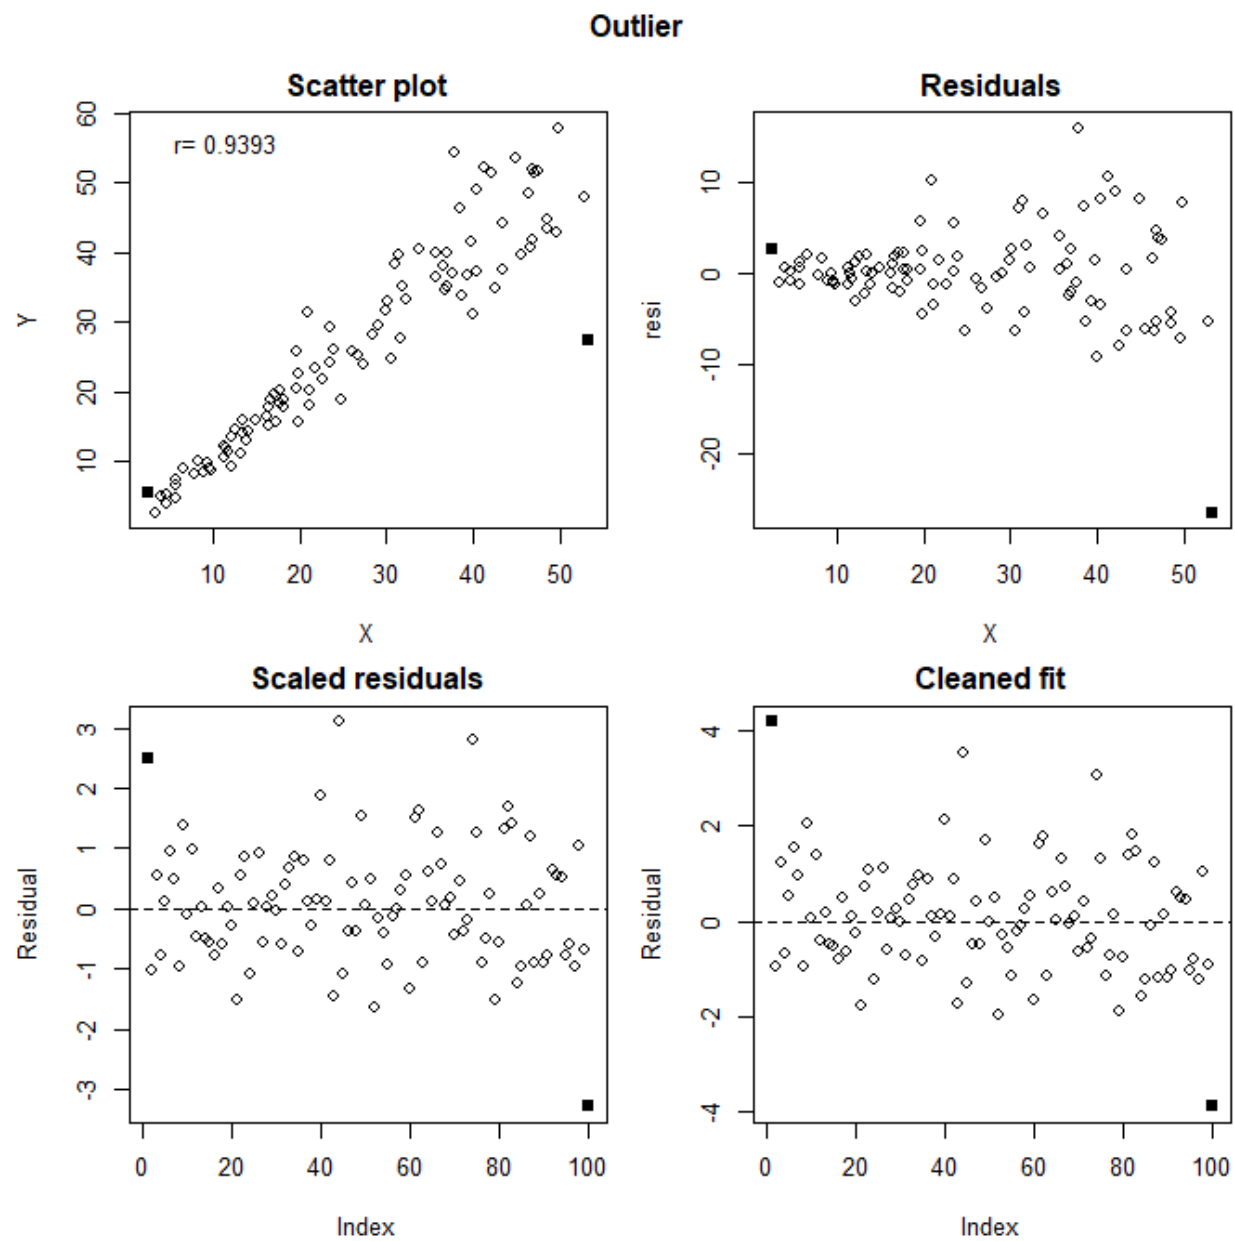 Outlier
Scatter plot
r= 0.9393
Y
60
50
40
30
20
10
10 20 30 40 50
X
Residuals
resi
10
0
-10
-20
10 20 30 40 50
X
Scaled residuals
Residual
3
2
1
0
-1
-2
-3
0 20 40 60 80 100
Index
Cleaned fit
Residual
4
2
0
-2
-4
0 20 40 60 80 100
Index